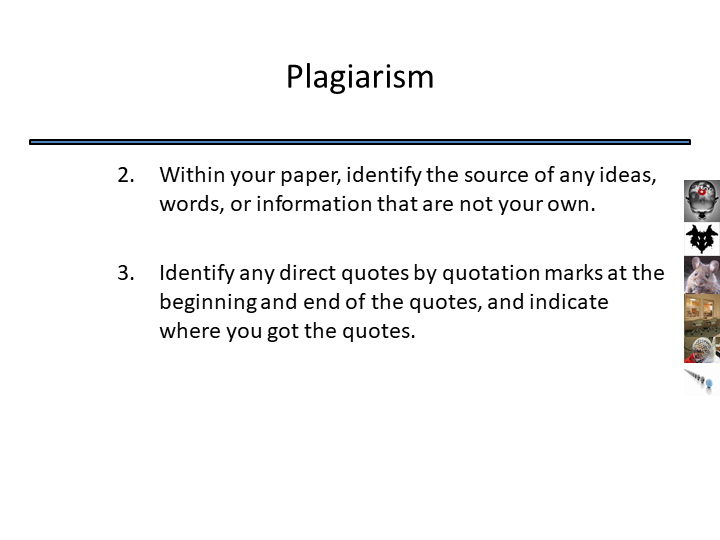 Plagiarism
2. Within your paper, identify the source of any ideas,
words, or information that are not your own.
3. Identify any direct quotes by quotation marks at the
beginning and end of the quotes, and indicate
where you got the quotes.